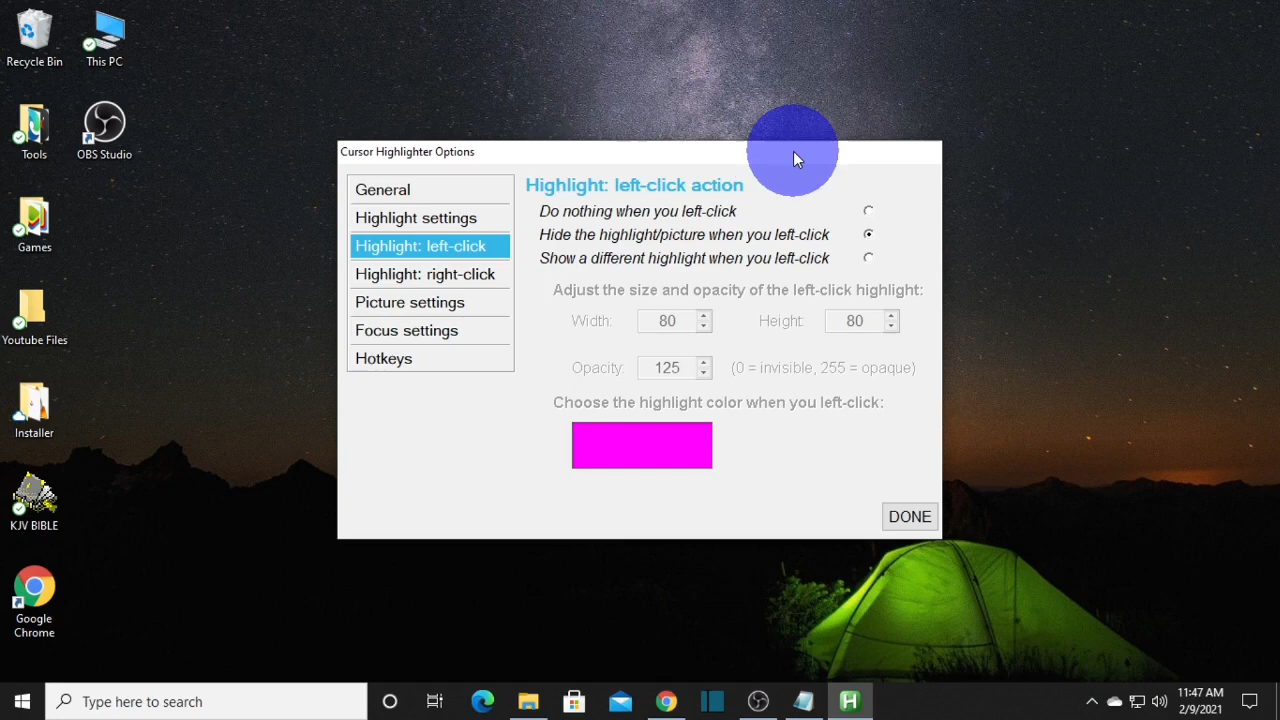 Recycle Bin
This PC
Tools
OBS Studio
Games
Youtube Files
Installer
KJV BIBLE
Google
Chrome
Cursor Highlighter Options
General
Highlight settings
Highlight: left-click
Highlight: right-click
Picture settings
Focus settings
Hotkeys
Highlight: left-click action
Do nothing when you left-click
Hide the highlight/picture when you left-click
Show a different highlight when you left-click
Adjust the size and opacity of the left-click highlight:
Width: 80 Height: 80
Opacity: 125 (0 = invisible, 255 = opaque)
Choose the highlight color when you left-click:
DONE
Type here to search
H
11:47 AM
2/9/2021